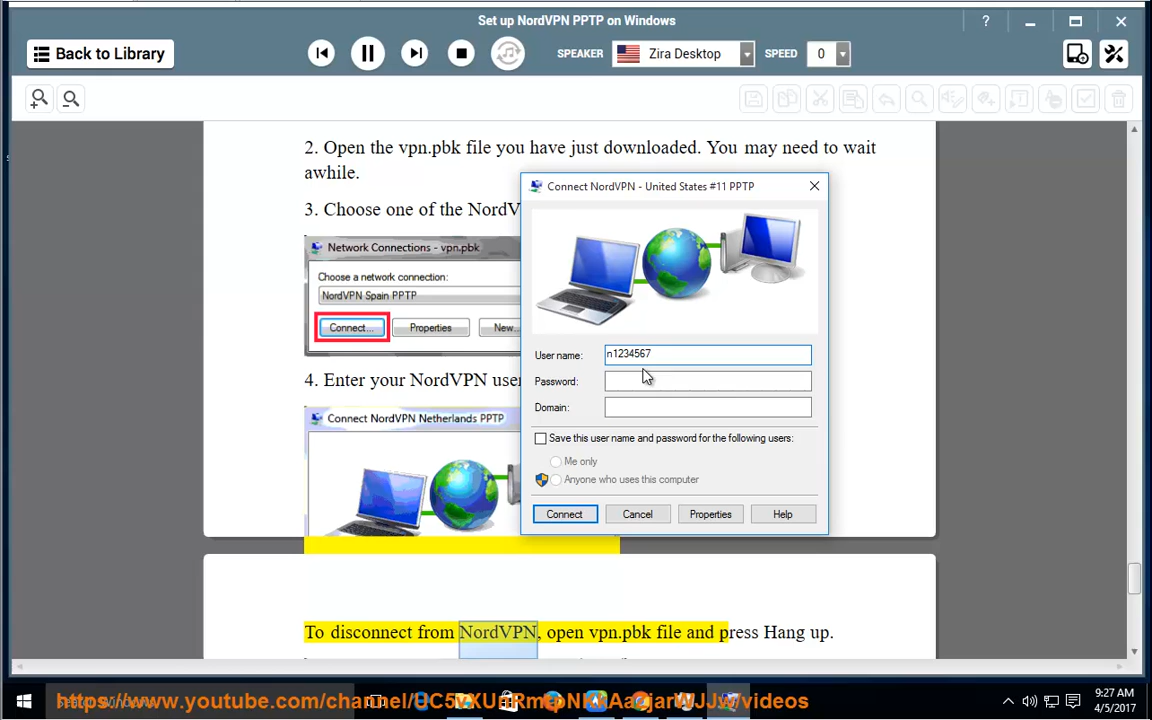 Set up NordVPN PPTP on Windows
?
Back to Library
SPEAKER
Zira Desktop
SPEED
0
2. Open the vpn.pbk file you have just downloaded. You may need to wait
awhile.
3. Choose one of the NordV
Network Connections - vpn.pbk
Choose a network connection:
NordVPN Spain PPTP
Connect...
Properties
New...
4. Enter your NordVPN user
Connect NordVPN Netherlands PPTP
Connect NordVPN - United States #11 PPTP
User name:
n1234567
Password:
Domain:
Save this user name and password for the following users:
Me only
Anyone who uses this computer
Connect
Cancel
Properties
Help
To disconnect from NordVPN, open vpn.pbk file and press Hang up.
9:27 AM
4/5/2017